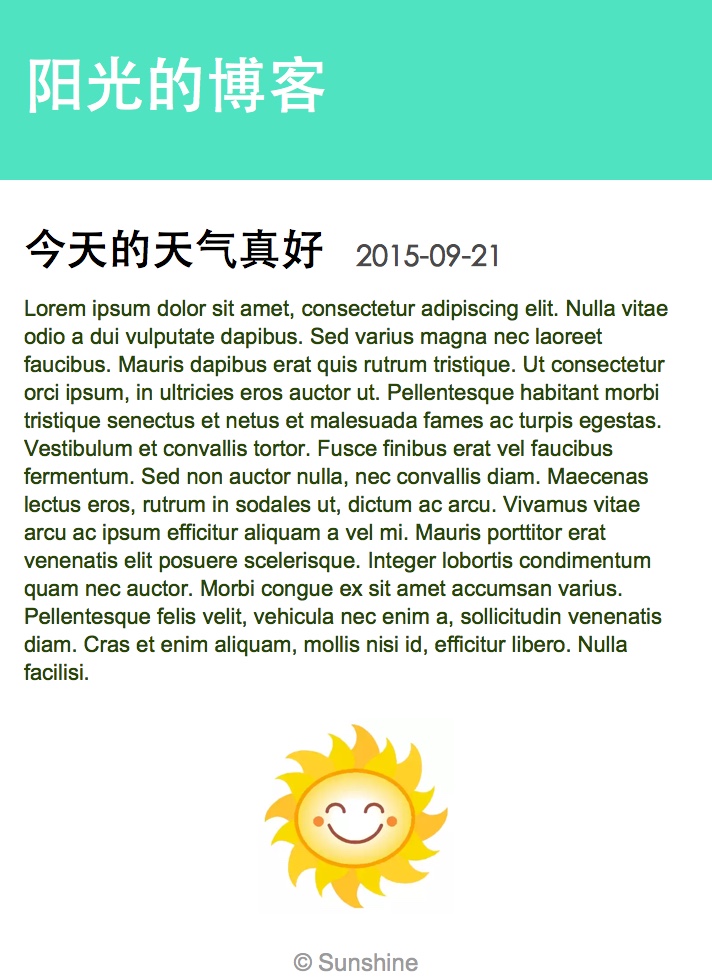 阳光的博客
今天的天气真好 2015-09-21
Lorem ipsum dolor sit amet, consectetur adipiscing elit. Nulla vitae
odio a dui vulputate dapibus. Sed varius magna nec laoreet
faucibus. Mauris dapibus erat quis rutrum tristique. Ut consectetur
orci ipsum, in ultricies eros auctor ut. Pellentesque habitant morbi
tristique senectus et netus et malesuada fames ac turpis egestas.
Vestibulum et convallis tortor. Fusce finibus erat vel faucibus
fermentum. Sed non auctor nulla, nec convallis diam. Maecenas
lectus eros, rutrum in sodales ut, dictum ac arcu. Vivamus vitae
arcu ac ipsum efficitur aliquam a vel mi. Mauris porttitor erat
venenatis elit posuere scelerisque. Integer lobortis condimentum
quam nec auctor. Morbi congue ex sit amet accumsan varius.
Pellentesque felis velit, vehicula nec enim a, sollicitudin venenatis
diam. Cras et enim aliquam, mollis nisi id, efficitur libero. Nulla
facilisi.
© Sunshine